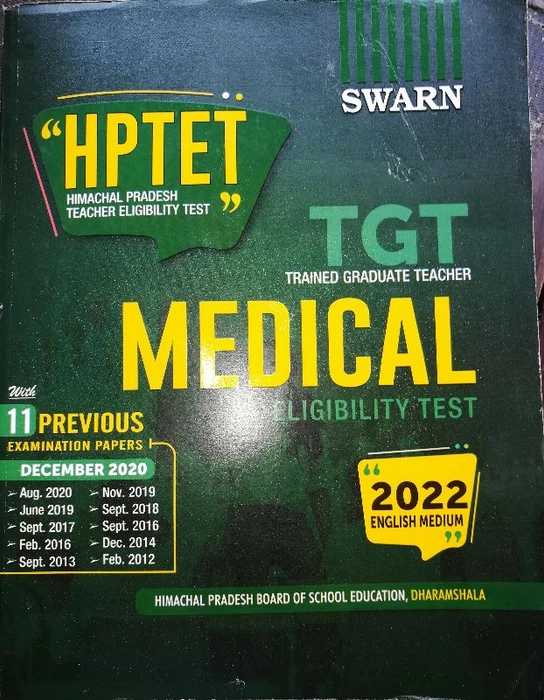 SWARN
“HPTET
HIMACHAL PRADESH
TEACHER ELIGIBILITY TEST ”
TGT
TRAINED GRADUATE TEACHER
MEDICAL
ELIGIBILITY TEST
With
11 PREVIOUS
EXAMINATION PAPERS
DECEMBER 2020
➢ Aug. 2020 ➢ Nov. 2019
➢ June 2019 ➢ Sept. 2018
➢ Sept. 2017 ➢ Sept. 2016
➢ Feb. 2016 ➢ Dec. 2014
➢ Sept. 2013 ➢ Feb. 2012
“
2022
ENGLISH MEDIUM
”
HIMACHAL PRADESH BOARD OF SCHOOL EDUCATION, DHARAMSHALA